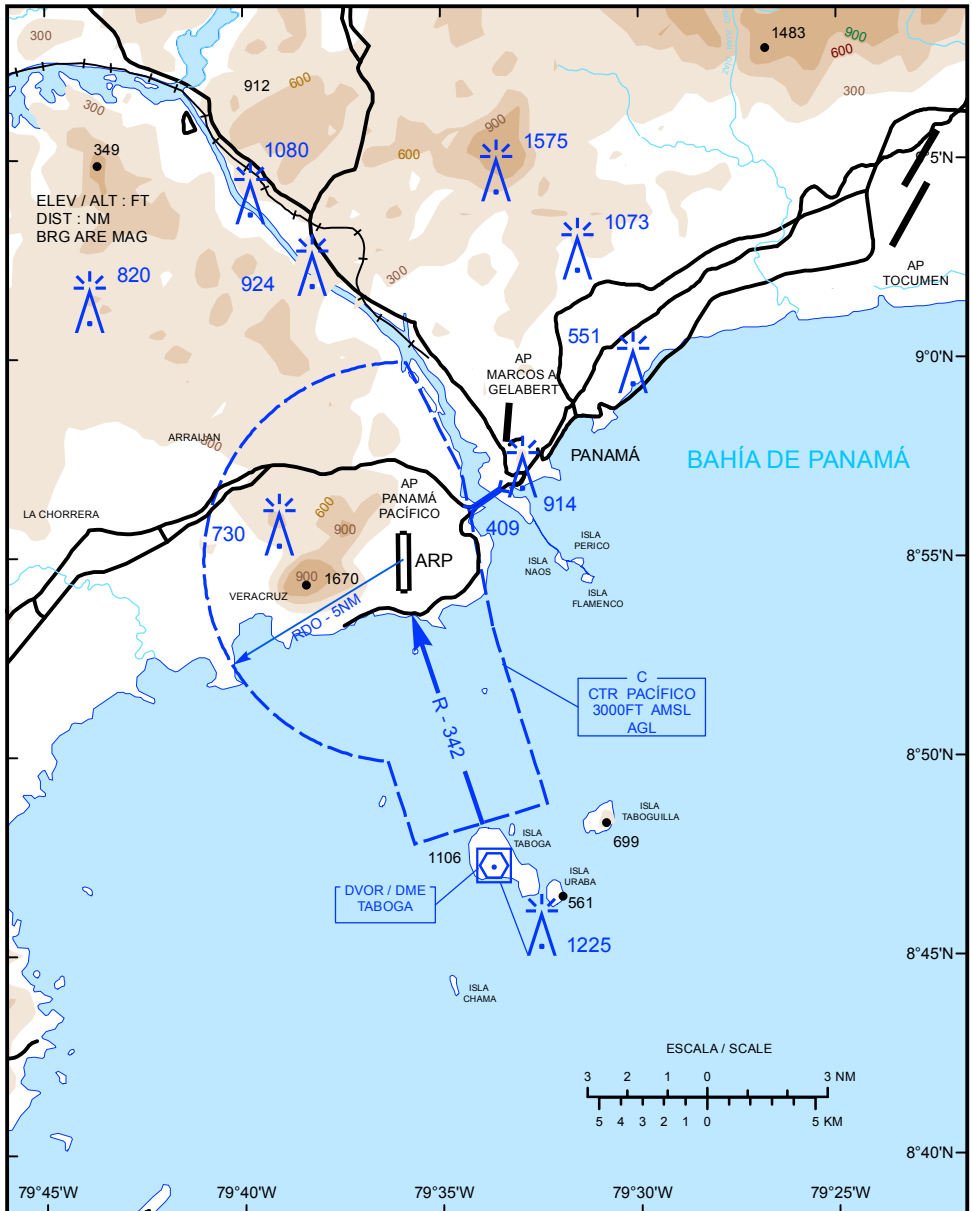 300
1483
900
600
300
912
600
300
900
1575
600
349
1080
9°5'N
ELEV / ALT : FT
DIST : NM
BRG ARE MAG
1073
820
924
300
AP
TOCUMEN
551
9°0'N
AP
MARCOS A
GELABERT
ARRAIJAN
300
PANAMÁ
BAHÍA DE PANAMÁ
LA CHORRERA
600
900
AP
PANAMÁ
PACÍFICO
730
914
409
ISLA
PERICO
ARP
ISLA
NAOS
8°55'N
900
1670
VERACRUZ
ISLA
FLAMENCO
RDO - 5NM
C
CTR PACÍFICO
3000FT AMSL
AGL
R - 342
8°50'N
ISLA
TABOGUILLA
699
ISLA
TABOGA
1106
ISLA
URABA
561
DVOR / DME
TABOGA
1225
8°45'N
ISLA
CHAMA
ESCALA / SCALE
3 2 1 0 3 NM
5 4 3 2 1 0 5 KM
8°40'N
79°45'W 79°40'W 79°35'W 79°30'W 79°25'W